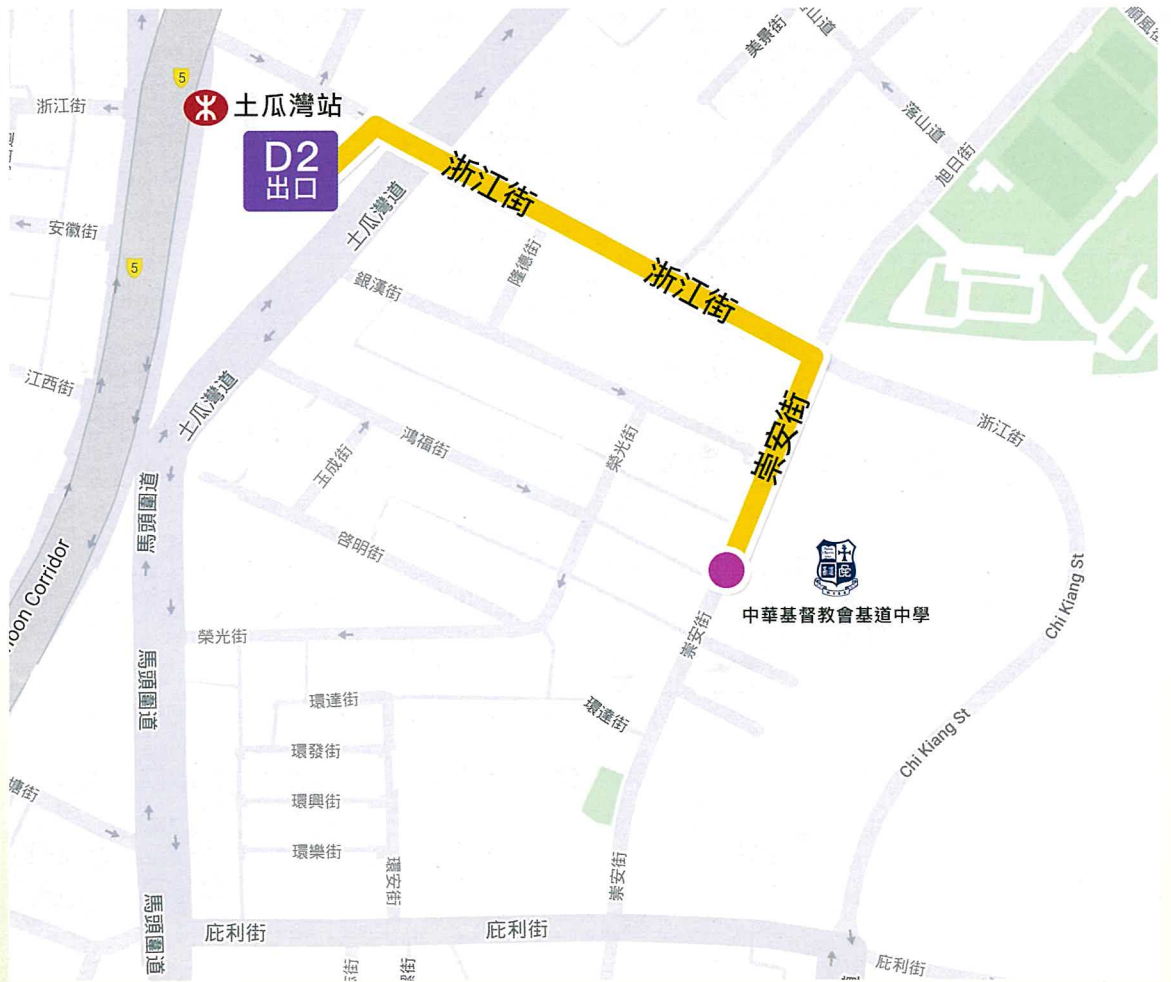 美景街
落山道
5
浙江街
土瓜灣站
D2
出口
浙江街
旭日街
土瓜灣道
安徽街
隆德街
5
浙江街
銀漢街
江西街
土瓜灣道
崇安街
浙江街
鴻福街
榮光街
玉成街
馬頭圍道
啓明街
Chi Kiang St
中華基督教會基道中學
榮光街
崇安街
馬頭圍道
環達街
環達街
環發街
Chi Kiang St
環興街
環樂街
環安街
崇安街
馬頭圍道
庇利街
庇利街
庇利街